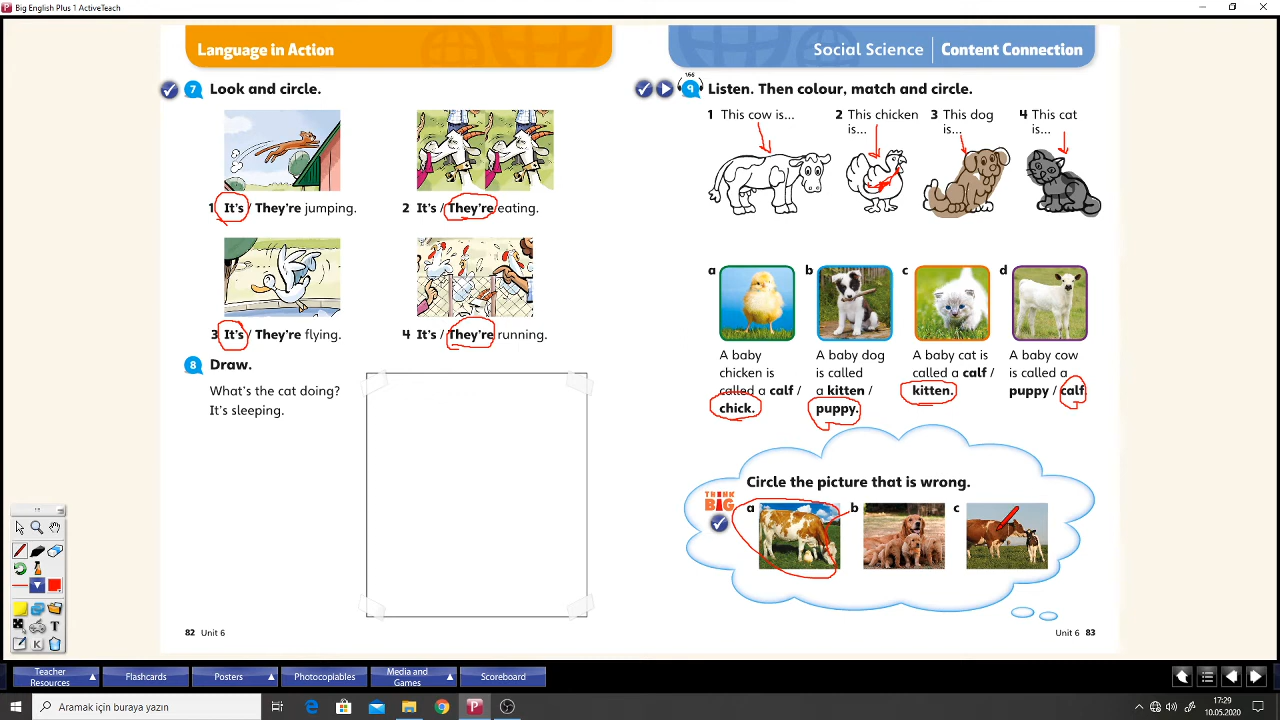 Big English Plus 1 ActiveTeach
Language in Action
7 Look and circle.
1 It's / They're jumping.
2 It's / They're eating.
3 It's / They're flying.
4 It's / They're running.
8 Draw.
What's the cat doing?
It's sleeping.
82 Unit 6
Social Science | Content Connection
166
9 Listen. Then colour, match and circle.
1 This cow is...
2 This chicken
is...
3 This dog
is...
4 This cat
is...
a
b
c
d
A baby
chicken is
called a calf /
chick.
A baby dog
is called
a kitten /
puppy.
A baby cat is
called a calf /
kitten.
A baby cow
is called a
puppy / calf.
THINK
BIG
Circle the picture that is wrong.
a
b
c
Unit 6 83
Teacher
Resources
Flashcards
Posters
Photocopiables
Media and
Games
Scoreboard
Aramak için buraya yazın
17:29
10.05.2020